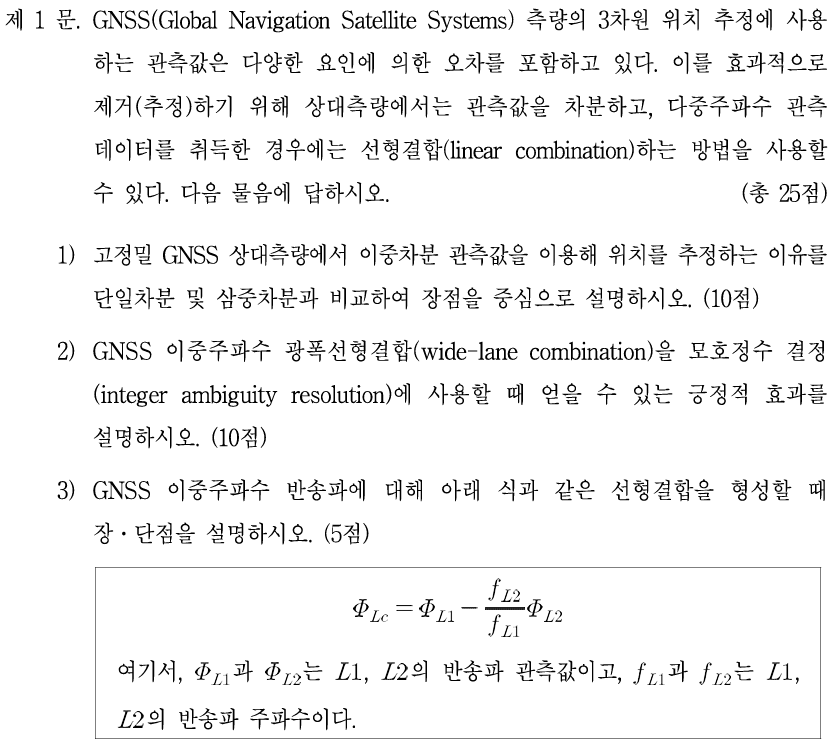 제 1 문. GNSS(Global Navigation Satellite Systems) 측량의 3차원 위치 추정에 사용
하는 관측값은 다양한 요인에 의한 오차를 포함하고 있다. 이를 효과적으로
제거(추정)하기 위해 상대측량에서는 관측값을 차분하고, 다중주파수 관측
데이터를 취득한 경우에는 선형결합(linear combination)하는 방법을 사용할
수 있다. 다음 물음에 답하시오. (총 25점)
1) 고정밀 GNSS 상대측량에서 이중차분 관측값을 이용해 위치를 추정하는 이유를
단일차분 및 삼중차분과 비교하여 장점을 중심으로 설명하시오. (10점)
2) GNSS 이중주파수 광폭선형결합(wide-lane combination)을 모호정수 결정
(integer ambiguity resolution)에 사용할 때 얻을 수 있는 긍정적 효과를
설명하시오. (10점)
3) GNSS 이중주파수 반송파에 대해 아래 식과 같은 선형결합을 형성할 때
장·단점을 설명하시오. (5점)
Φ_{Lc} = Φ_{L1} − \frac{f_{L2}}{f_{L1}}Φ_{L2}
여기서, Φ_{L1}과 Φ_{L2}는 L1, L2의 반송파 관측값이고, f_{L1}과 f_{L2}는 L1,
L2의 반송파 주파수이다.